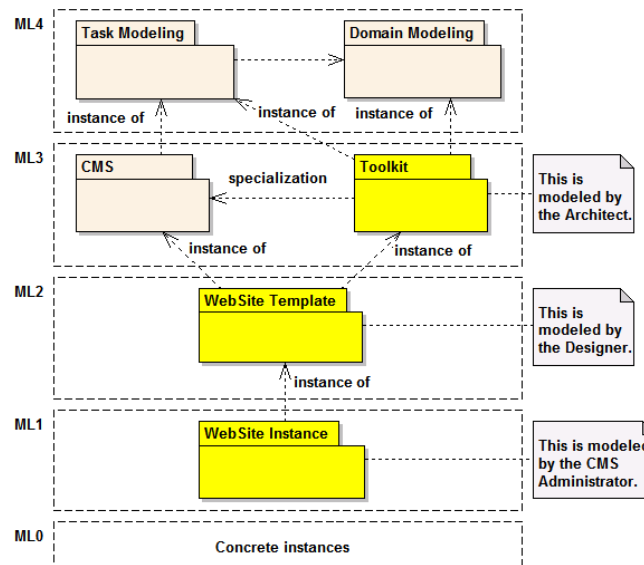 ML4
Task Modeling
Domain Modeling
instance of
instance of
instance of
ML3
CMS
specialization
Toolkit
This is
modeled by
the Architect.
instance of
instance of
ML2
WebSite Template
This is
modeled by
the Designer.
instance of
ML1
WebSite Instance
This is modeled
by the CMS
Administrator.
ML0
Concrete instances